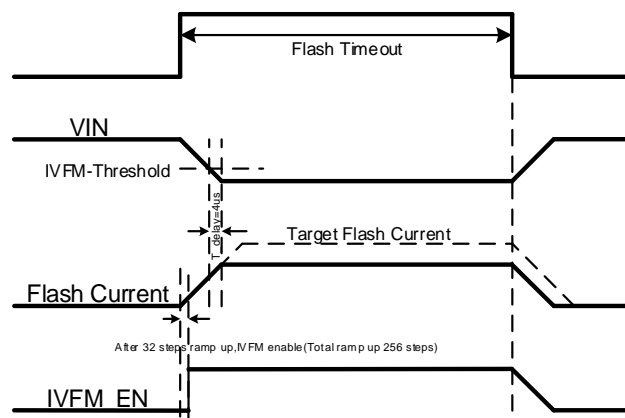 Flash Timeout
VIN
IVFM-Threshold
T_delay=4us
Target Flash Current
Flash Current
After 32 steps ramp up,IVFM enable(Total ramp up 256 steps)
IVFM_EN